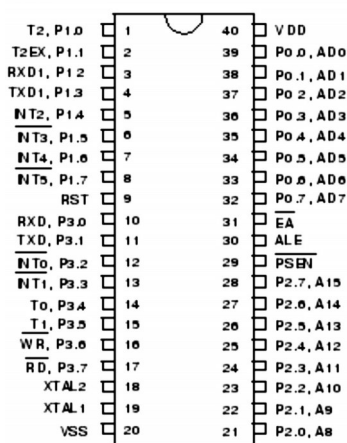 T2, P1.0 1 40 VDD
T2EX, P1.1 2 39 P0.0, AD0
RXD1, P1.2 3 38 P0.1, AD1
TXD1, P1.3 4 37 P0.2, AD2
INT2, P1.4 5 36 P0.3, AD3
INT3, P1.5 6 35 P0.4, AD4
INT4, P1.6 7 34 P0.5, AD5
INT5, P1.7 8 33 P0.6, AD6
RST 9 32 P0.7, AD7
RXD, P3.0 10 31 EA
TXD, P3.1 11 30 ALE
INT0, P3.2 12 29 PSEN
INT1, P3.3 13 28 P2.7, A15
T0, P3.4 14 27 P2.6, A14
T1, P3.5 15 26 P2.5, A13
WR, P3.6 16 25 P2.4, A12
RD, P3.7 17 24 P2.3, A11
XTAL2 18 23 P2.2, A10
XTAL1 19 22 P2.1, A9
VSS 20 21 P2.0, A8